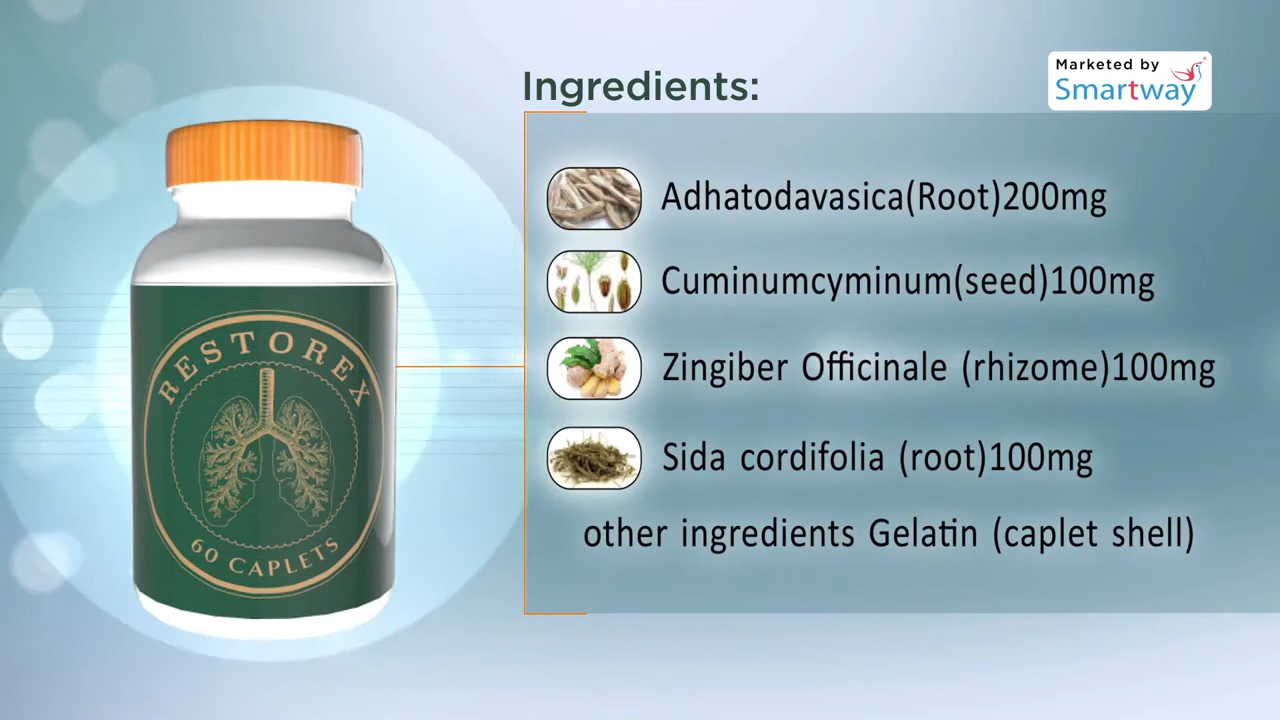 Ingredients:
Marketed by
Smartway
Adhatodavasica(Root)200mg
Cuminumcyminum(seed)100mg
Zingiber Officinale (rhizome)100mg
Sida cordifolia (root)100mg
other ingredients Gelatin (caplet shell)
RESTOREX
60 CAPLETS